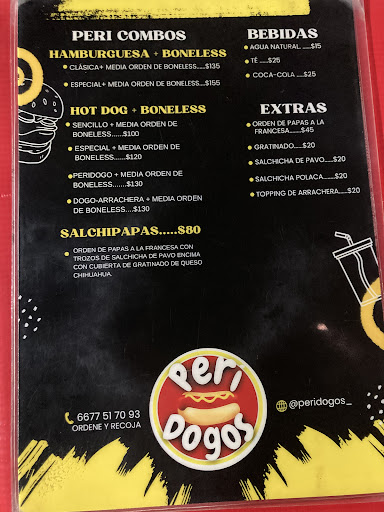 PERI COMBOS
HAMBURGUESA + BONELESS
CLÁSICA+ MEDIA ORDEN DE BONELESS.....$135
ESPECIAL+ MEDIA ORDEN DE BONELESS....$155
HOT DOG + BONELESS
SENCILLO + MEDIA ORDEN DE
BONELESS.......$100
ESPECIAL + MEDIA ORDEN DE
BONELESS.......$120
PERIDOGO + MEDIA ORDEN DE
BONELESS.......$130
DOGO-ARRACHERA + MEDIA ORDEN
DE BONELESS....$130
SALCHIPAPAS.....$80
ORDEN DE PAPAS A LA FRANCESA CON
TROZOS DE SALCHICHA DE PAVO ENCIMA
CON CUBIERTA DE GRATINADO DE QUESO
CHIHUAHUA
BEBIDAS
AGUA NATURAL .....$15
TÉ .....$25
COCA-COLA .....$25
EXTRAS
ORDEN DE PAPAS A LA
FRANCESA.......$45
GRATINADO.....$20
SALCHICHA DE PAVO.....$20
SALCHICHA POLACA.......$20
TOPPING DE ARRACHERA.....$20
Peri
Dogos
6677 51 70 93
ORDENE Y RECOJA
@peridogos_